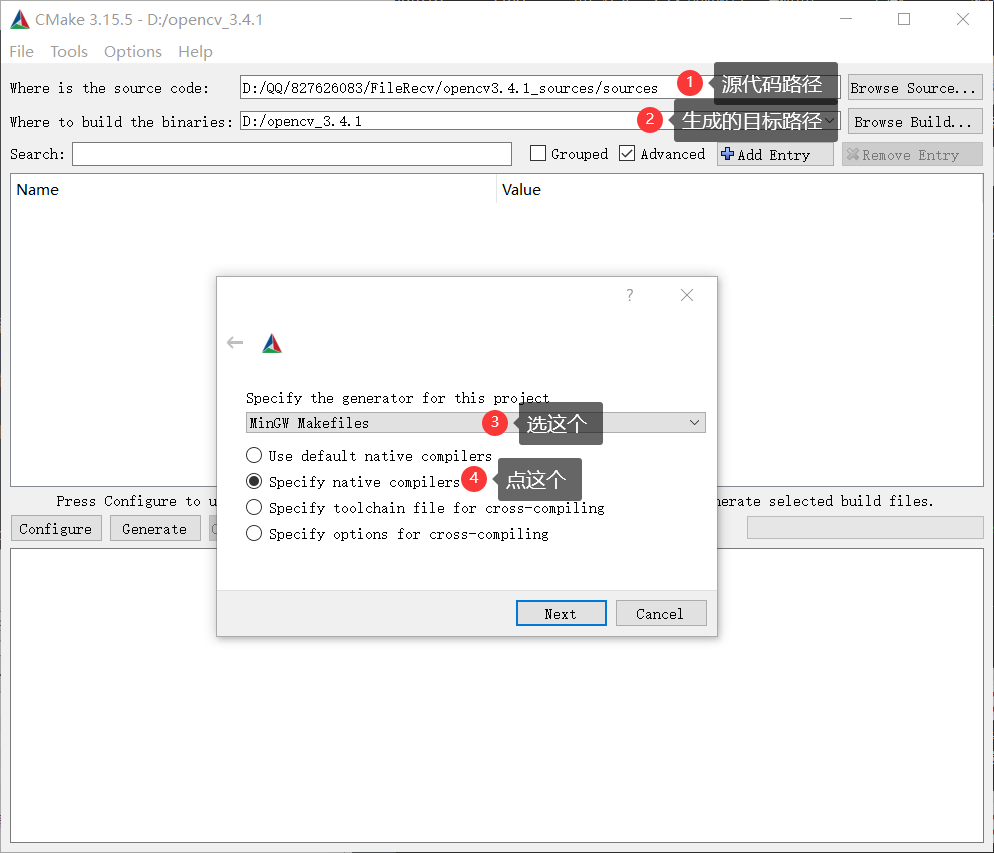 CMake 3.15.5 - D:/opencv_3.4.1
File Tools Options Help
Where is the source code: D:/QQ/827626083/FileRecv/opencv3.4.1_sources/sources 1 源代码路径 Browse Source...
Where to build the binaries: D:/opencv_3.4.1 2 生成的目标路径 Browse Build...
Search: Grouped Advanced Add Entry Remove Entry
Name Value
?
Specify the generator for this project
MinGW Makefiles 3 选这个
Use default native compilers
Specify native compilers 4 点这个
Specify toolchain file for cross-compiling
Specify options for cross-compiling
Press Configure to selected build files.
Configure Generate
Next Cancel